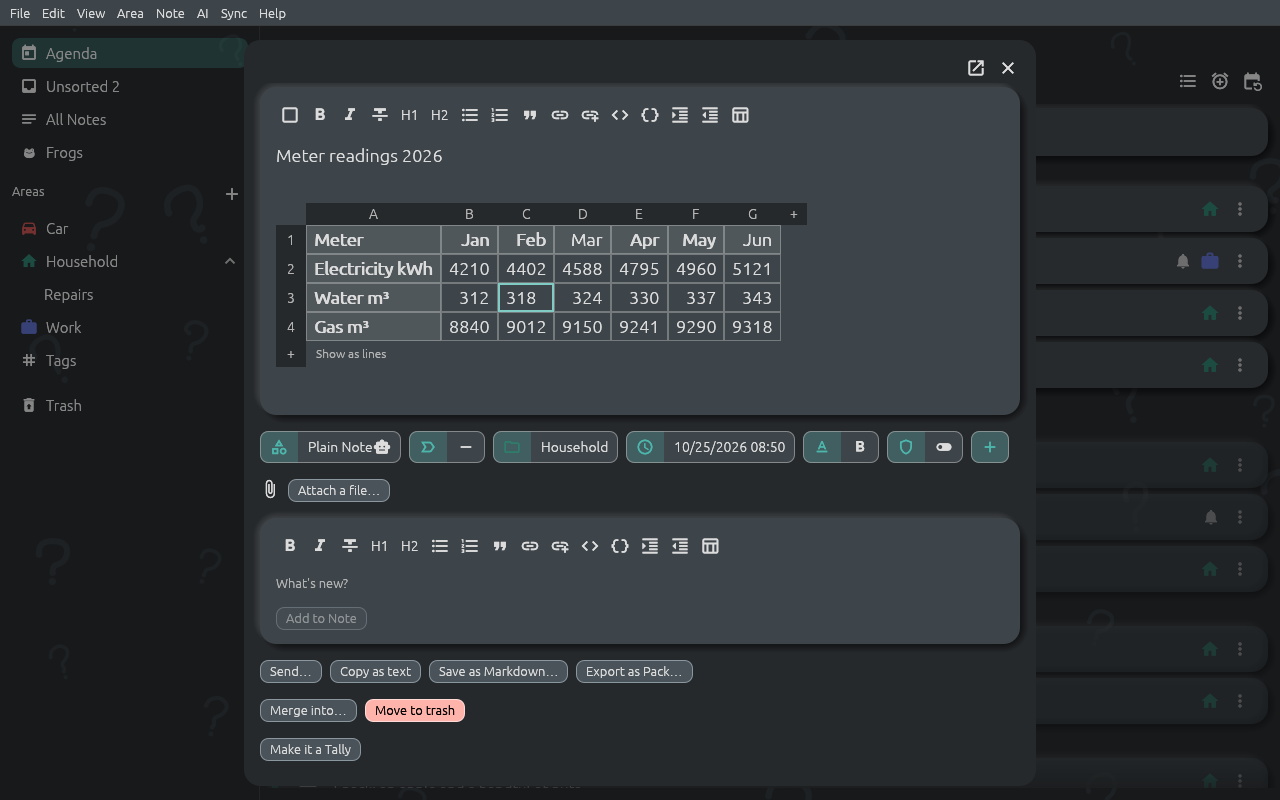 File Edit View Area Note AI Sync Help
Agenda
Unsorted 2
All Notes
Frogs
Areas +
Car
Household
Repairs
Work
Tags
Trash
B I S H1 H2
Meter readings 2026
A B C D E F G +
1 Meter Jan Feb Mar Apr May Jun
2 Electricity kWh 4210 4402 4588 4795 4960 5121
3 Water m³ 312 318 324 330 337 343
4 Gas m³ 8840 9012 9150 9241 9290 9318
+ Show as lines
Plain Note Household 10/25/2026 08:50 A B +
Attach a file...
B I S H1 H2
What's new?
Add to Note
Send... Copy as text Save as Markdown... Export as Pack...
Merge into... Move to trash
Make it a Tally